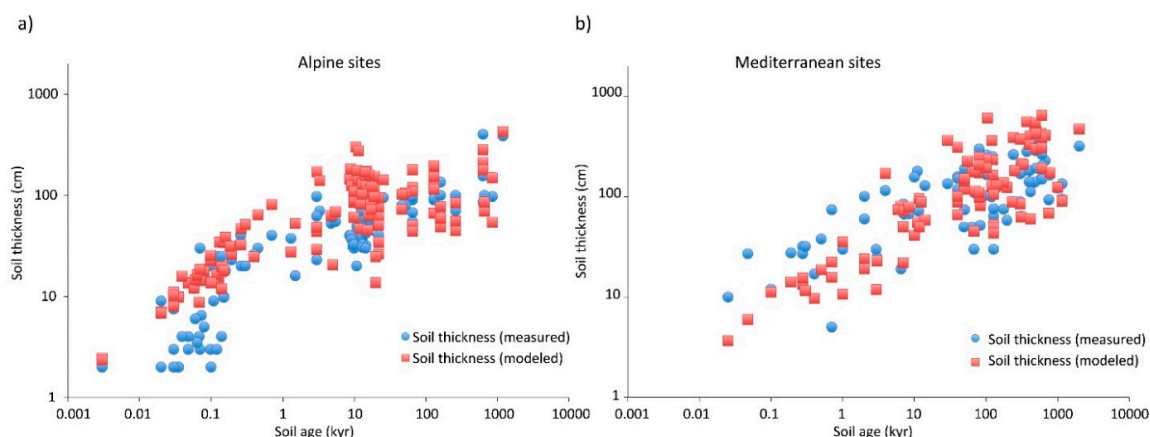 a)
Alpine sites
1000
100
10
1
0.001 0.01 0.1 1 10 100 1000 10000
Soil thickness (cm)
Soil age (kyr)
Soil thickness (measured)
Soil thickness (modeled)
b)
Mediterranean sites
1000
100
10
1
0.001 0.01 0.1 1 10 100 1000 10000
Soil thickness (cm)
Soil age (kyr)
Soil thickness (measured)
Soil thickness (modeled)